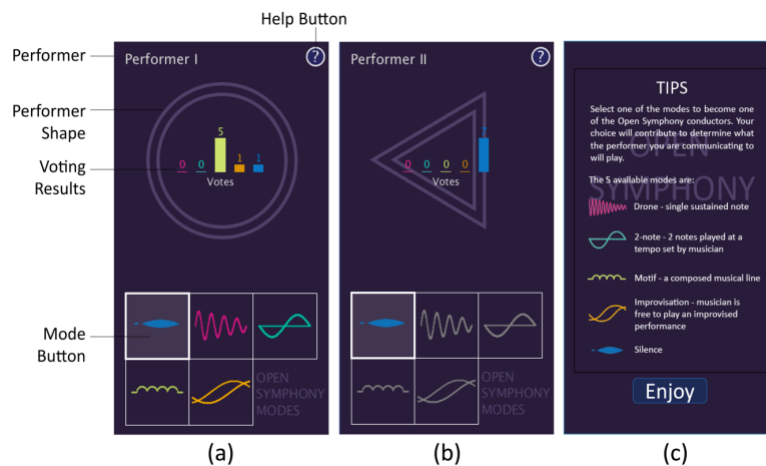 Help Button
Performer
Performer
Shape
Voting
Results
Mode
Button
Performer I
?
5
0 0 1 1
Votes
OPEN
SYMPHONY
MODES
(a)
Performer II
?
0 0 0 0
Votes
OPEN
SYMPHONY
MODES
(b)
TIPS
Select one of the modes to become one
of the Open Symphony conductors. Your
choice will contribute to determine what
the performer you are communicating to
will play.
OPEN
SYMPHONY
The 5 available modes are:
Drone - single sustained note
2-note - 2 notes played at a
tempo set by musician
Motif - a composed musical line
Improvisation - musician is
free to play an improvised
performance
Silence
Enjoy
(c)